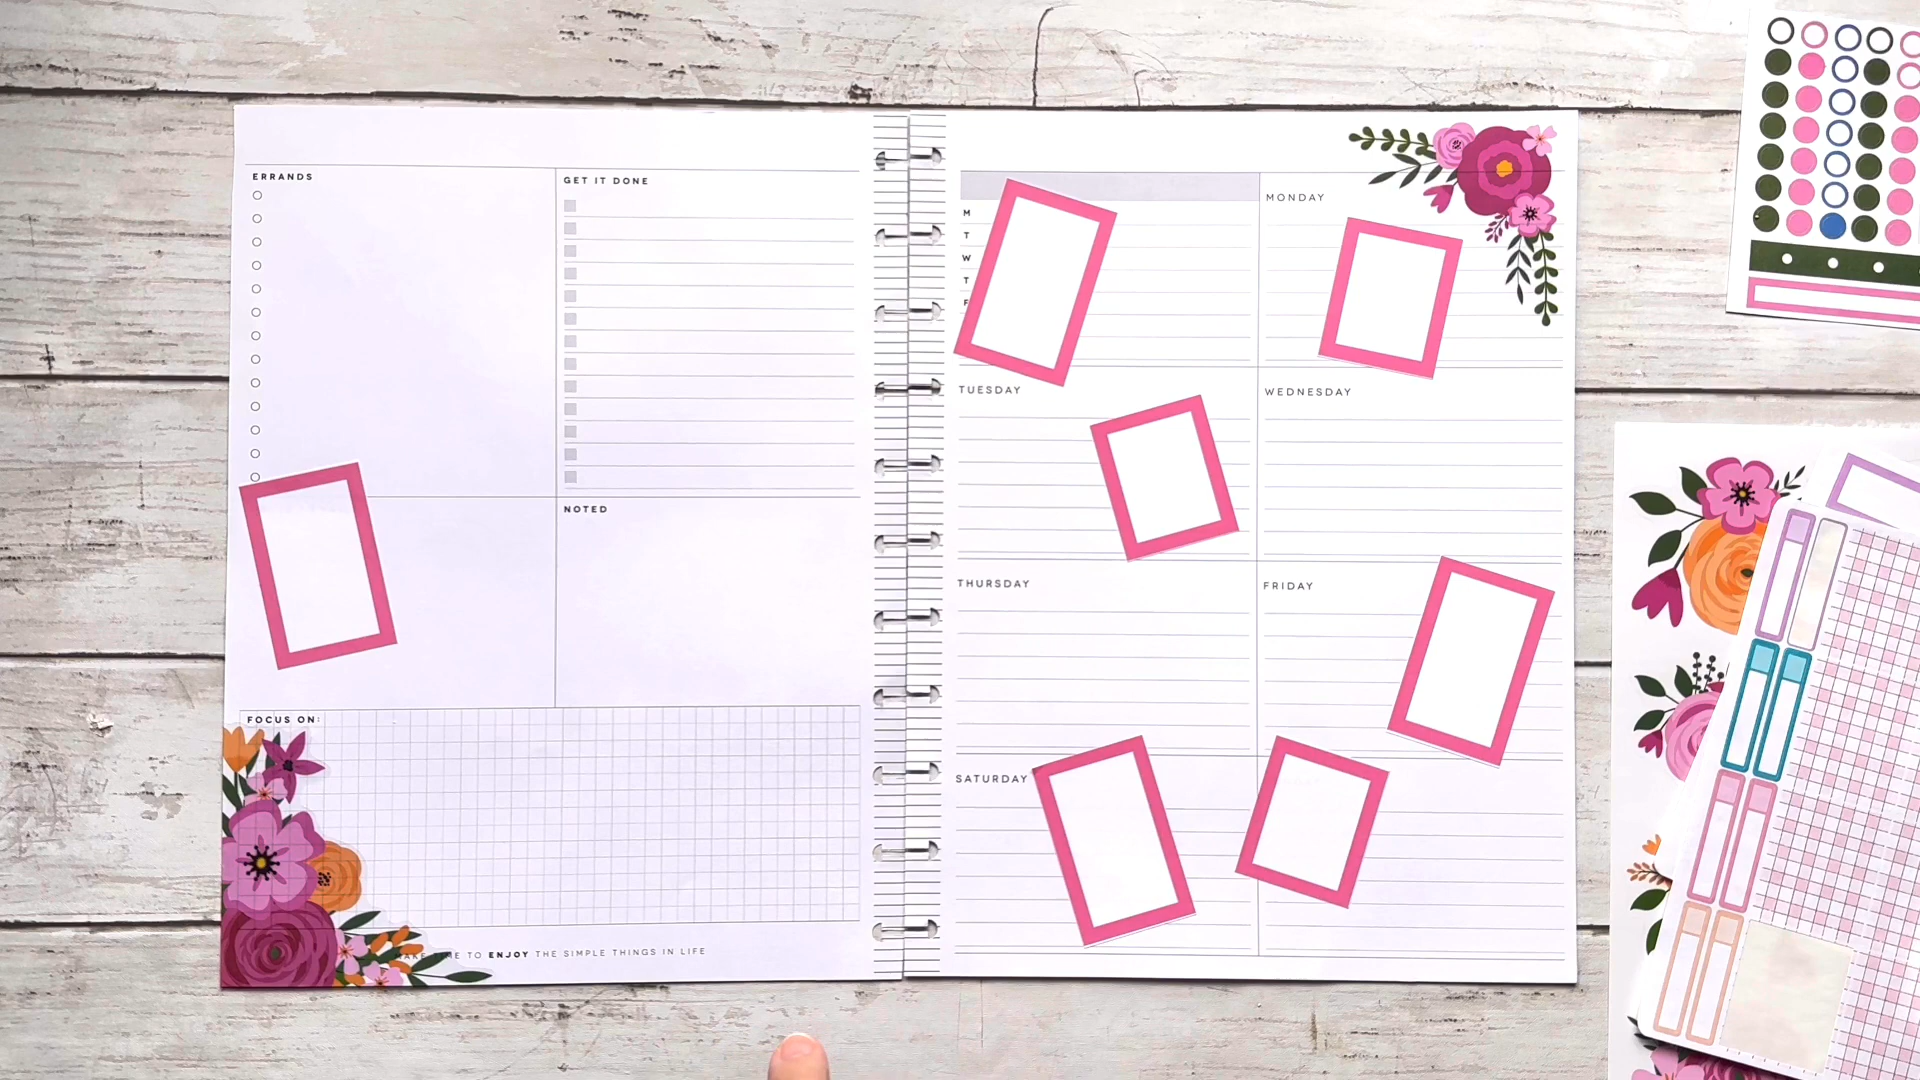 ERRANDS
GET IT DONE
NOTED
FOCUS ON:
TO ENJOY THE SIMPLE THINGS IN LIFE
M
T
W
T
F
MONDAY
TUESDAY
WEDNESDAY
THURSDAY
FRIDAY
SATURDAY